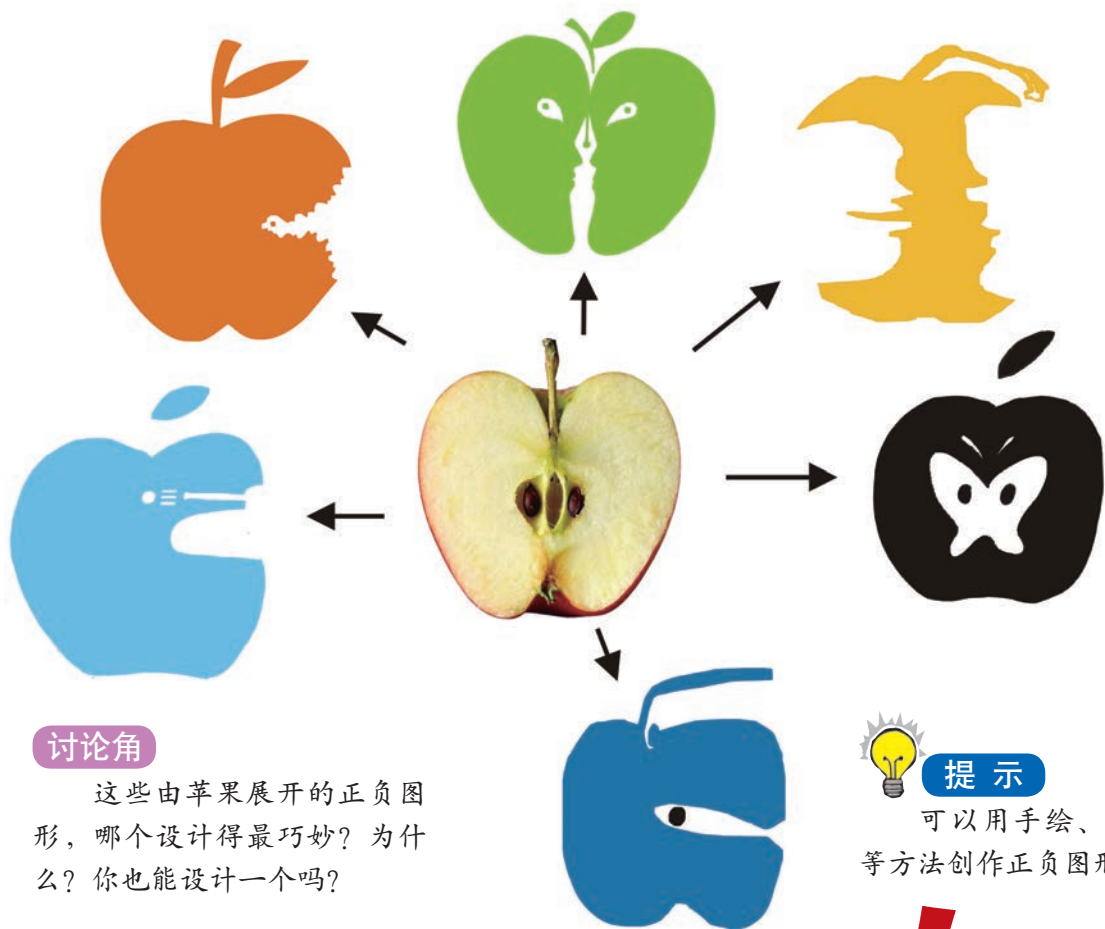 讨论角
这些由苹果展开的正负图
形，哪个设计得最巧妙？为什
么？你也能设计一个吗？
提 示
可以用手绘、
等方法创作正负图形